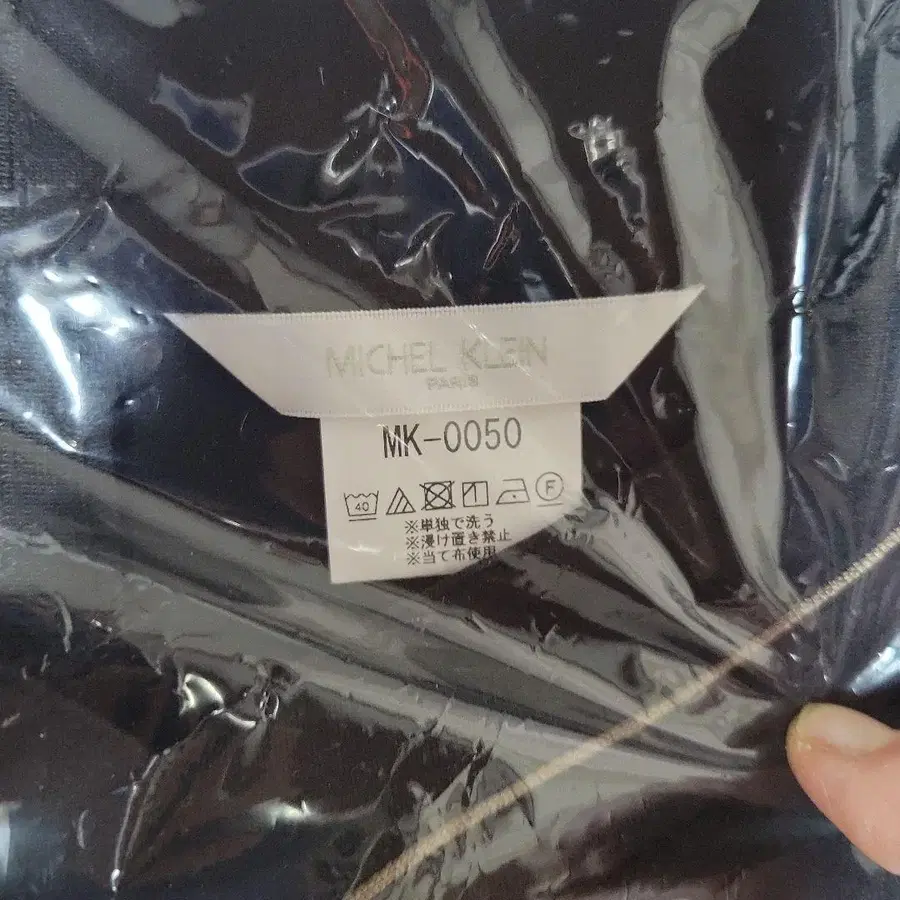 MICHEL KLEIN
PARIS
MK-0050
40 F
※単独で洗う
※浸け置き禁止
※当て布使用